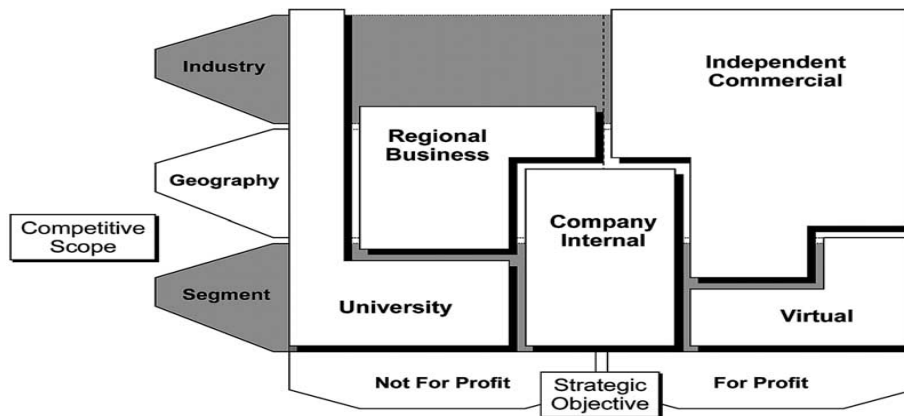 Industry
Independent
Commercial
Regional
Business
Geography
Competitive
Scope
Company
Internal
Segment
University
Virtual
Not For Profit
Strategic
Objective
For Profit